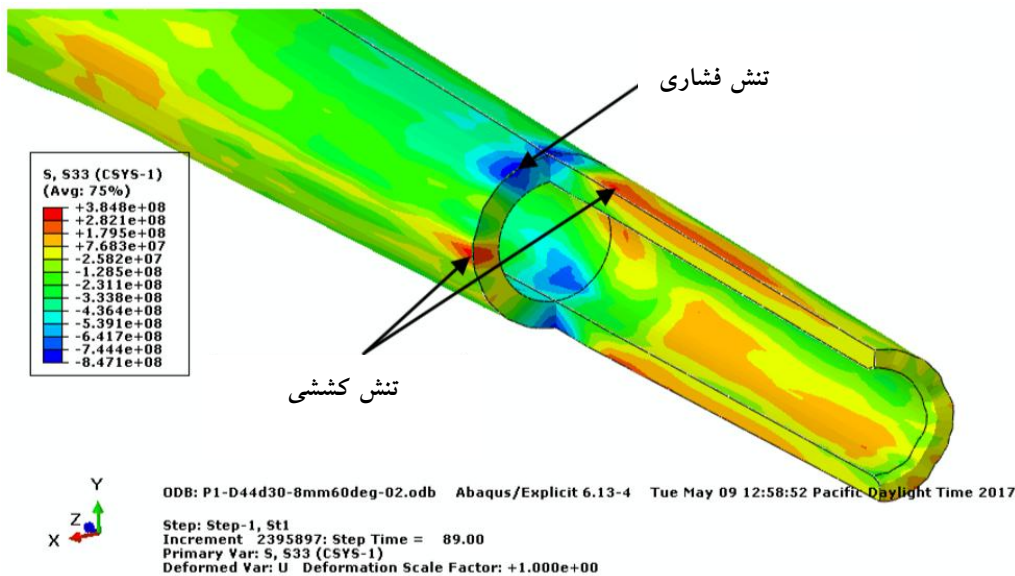 تنش فشاری
S, S33 (CSYS-1)
(Avg: 75%)
+3.848e+08
+2.821e+08
+1.795e+08
+7.683e+07
-2.582e+07
-1.285e+08
-2.311e+08
-3.338e+08
-4.364e+08
-5.391e+08
-6.417e+08
-7.444e+08
-8.471e+08
تنش کششی
Y
Z
X
ODB: P1-D44d30-8mm60deg-02.odb Abaqus/Explicit 6.13-4 Tue May 09 12:58:52 Pacific Daylight Time 2017
Step: Step-1, St1
Increment 2395897: Step Time = 89.00
Primary Var: S, S33 (CSYS-1)
Deformed Var: U Deformation Scale Factor: +1.000e+00